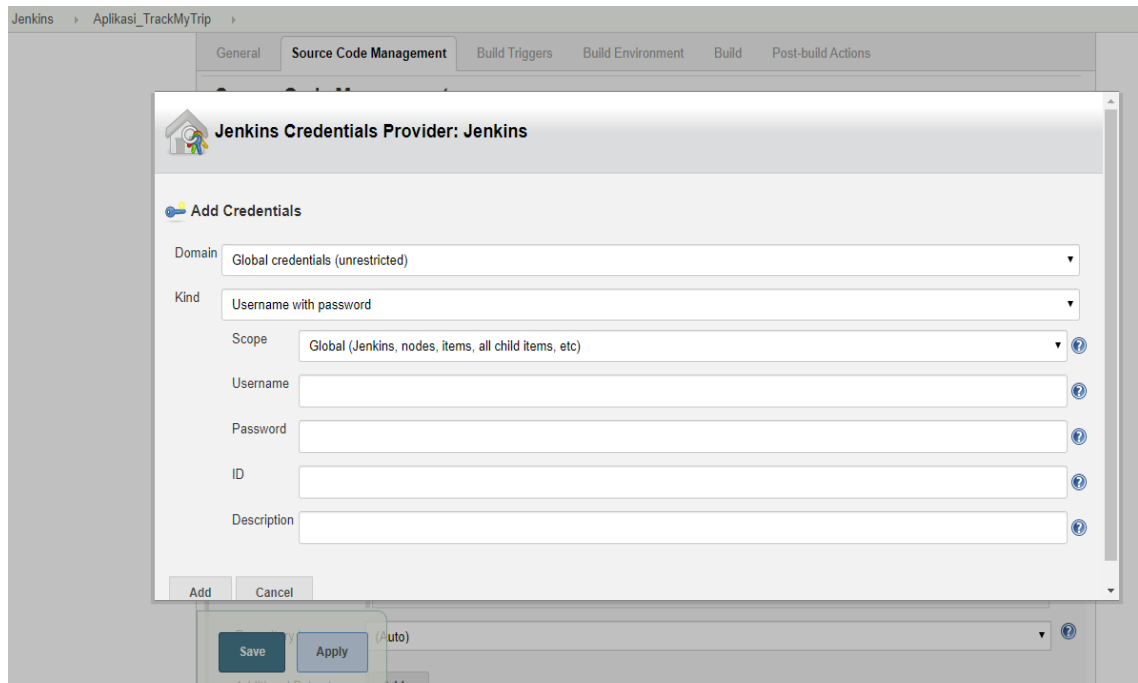 Jenkins Aplikasi_TrackMyTrip
General Source Code Management Build Triggers Build Environment Build Post-build Actions
Jenkins Credentials Provider: Jenkins
Add Credentials
Domain Global credentials (unrestricted)
Kind Username with password
Scope Global (Jenkins, nodes, items, all child items, etc)
Username
Password
ID
Description
Add Cancel
(Auto)
Save Apply